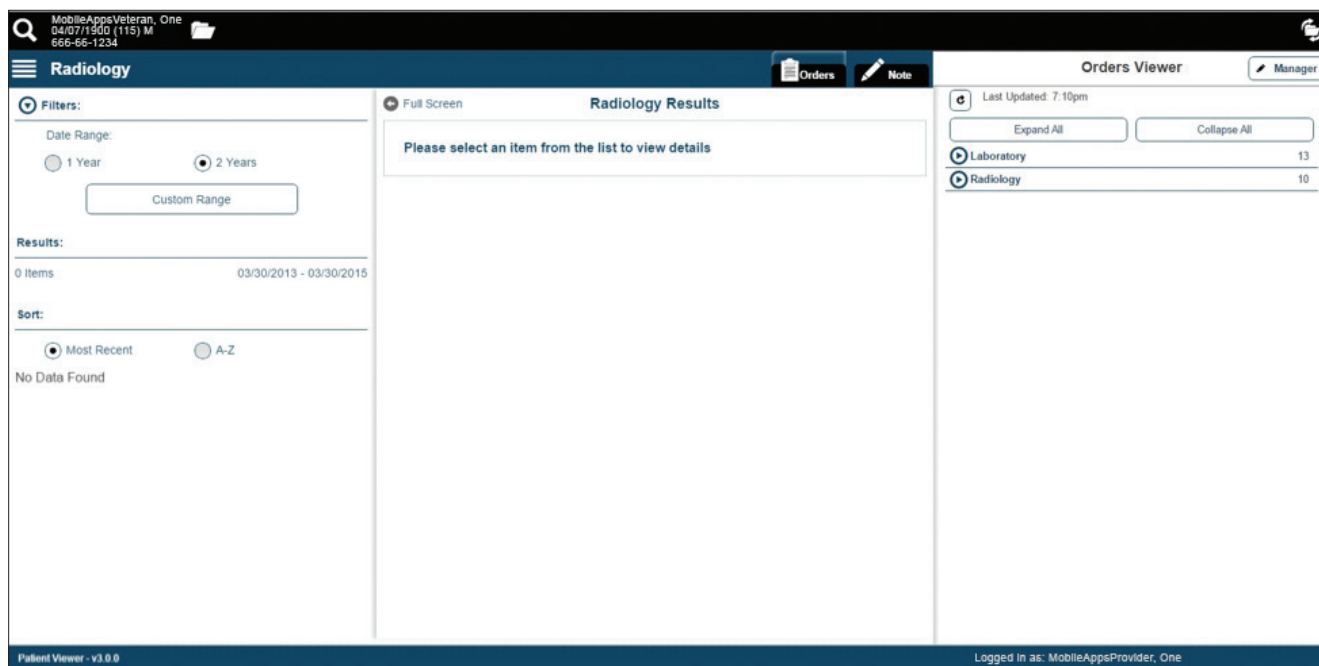 MobileAppsVeteran, One
04/07/1900 (115) M
666-66-1234
Radiology
Orders
Note
Orders Viewer
Manager
Filters:
Date Range:
1 Year 2 Years
Custom Range
Results:
0 Items 03/30/2013 - 03/30/2015
Sort:
Most Recent A-Z
No Data Found
Full Screen Radiology Results
Please select an item from the list to view details
Last Updated: 7:10pm
Expand All Collapse All
Laboratory 13
Radiology 10
Patient Viewer - v3.0.0
Logged in as: MobileAppsProvider, One